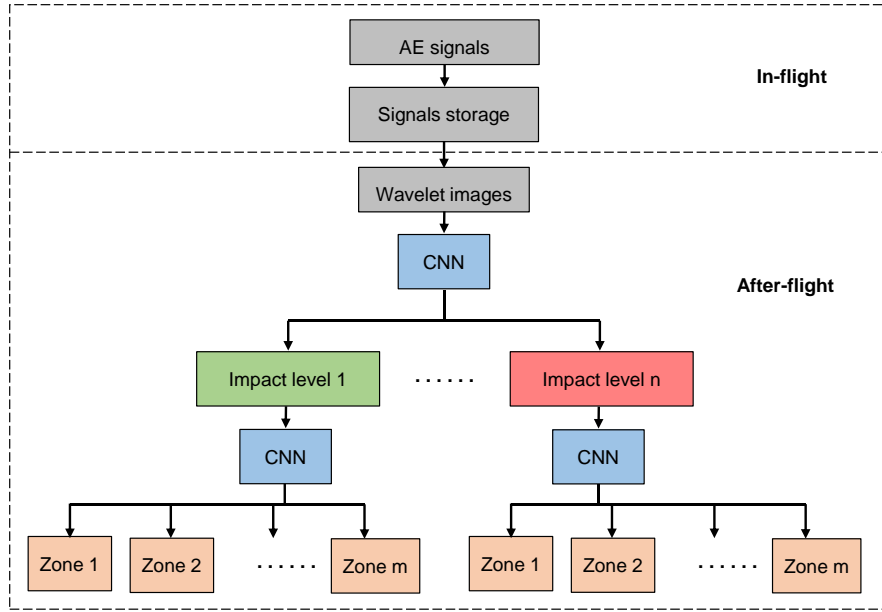 AE signals
In-flight
Signals storage
Wavelet images
CNN
After-flight
Impact level 1
......
Impact level n
CNN
CNN
Zone 1
Zone 2
......
Zone m
Zone 1
Zone 2
......
Zone m